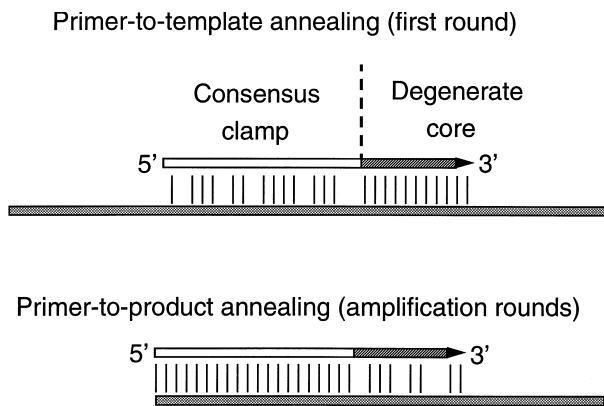 Primer-to-template annealing (first round)
Consensus
clamp
Degenerate
core
5’
3’
Primer-to-product annealing (amplification rounds)
5’
3’